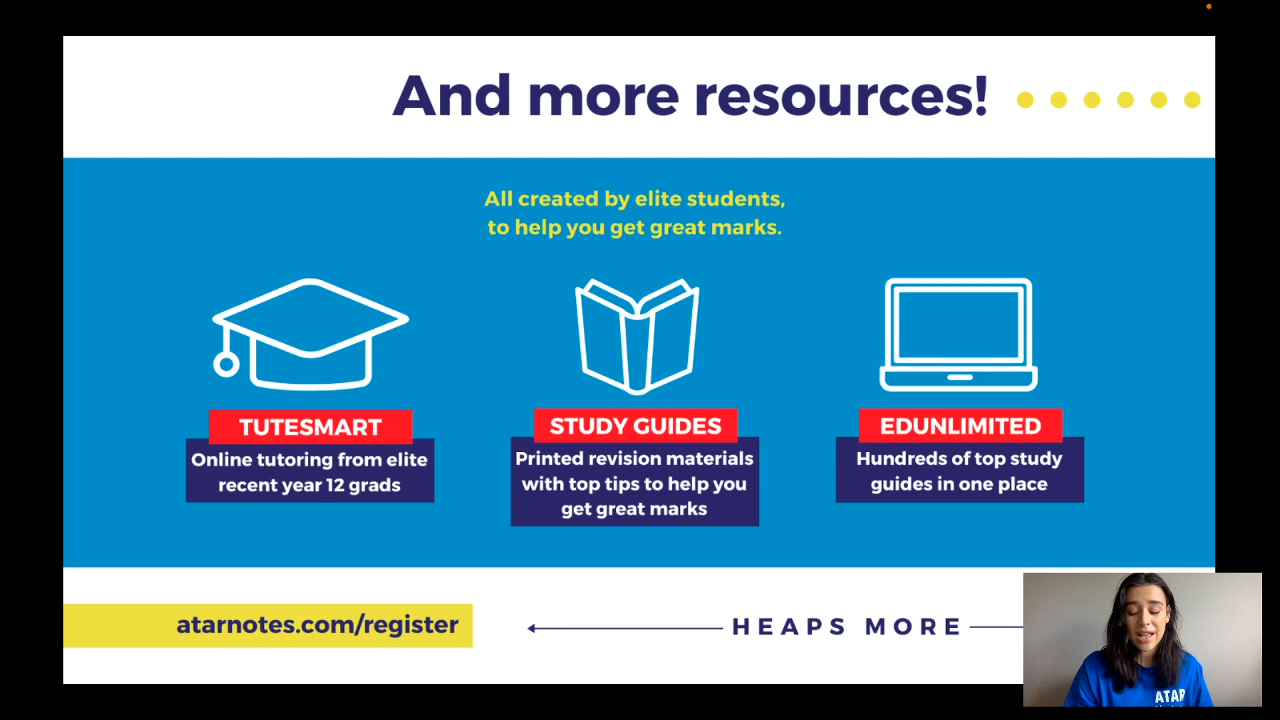 And more resources!
All created by elite students,
to help you get great marks.
TUTESMART
Online tutoring from elite
recent year 12 grads
STUDY GUIDES
Printed revision materials
with top tips to help you
get great marks
EDUNLIMITED
Hundreds of top study
guides in one place
atarnotes.com/register
HEAPS MORE
ATAR